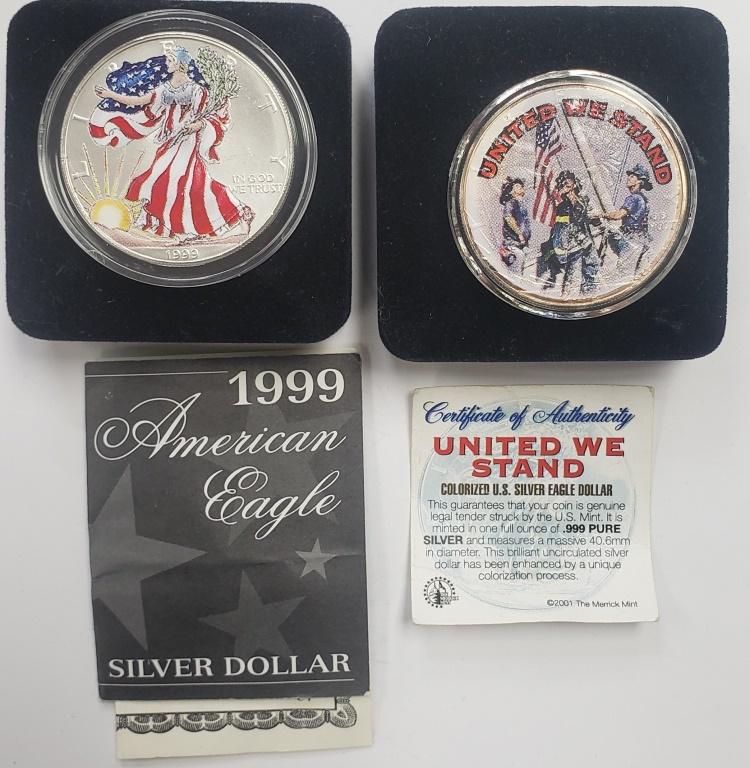 LIBERTY
IN GOD
WE TRUST
1999
UNITED WE STAND
1999
American
Eagle
SILVER DOLLAR
Certificate of Authenticity
UNITED WE
STAND
COLORIZED U.S. SILVER EAGLE DOLLAR
This guarantees that your coin is genuine
legal tender struck by the U.S. Mint. It is
minted in one full ounce of .999 PURE
SILVER and measures a massive 40.6mm
in diameter. This brilliant uncirculated silver
dollar has been enhanced by a unique
colorization process.
©2001 The Merrick Mint